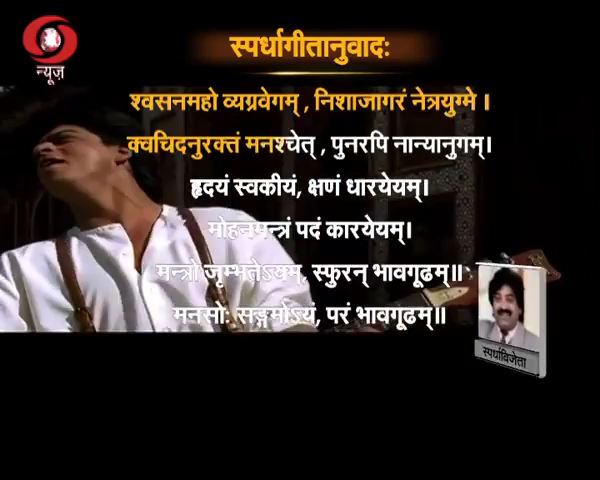 न्यूज़
स्पर्धागीतानुवादः
श्वसनमहो व्यग्रवेगम् , निशाजागरं नेत्रयुग्मे ।
क्वचिदनुरक्तं मनश्चेत् , पुनरपि नान्यानुगम्।
हृदयं स्वकीयं, क्षणं धारयेयम्।
मोहनमन्त्रं पदं कारयेयम्।
मन्त्रो जृम्भतेऽयम्, स्फुरन् भावगूढम्॥
मनसोः सङ्गमोऽयं, परं भावगूढम्॥
स्पर्धाविजेता